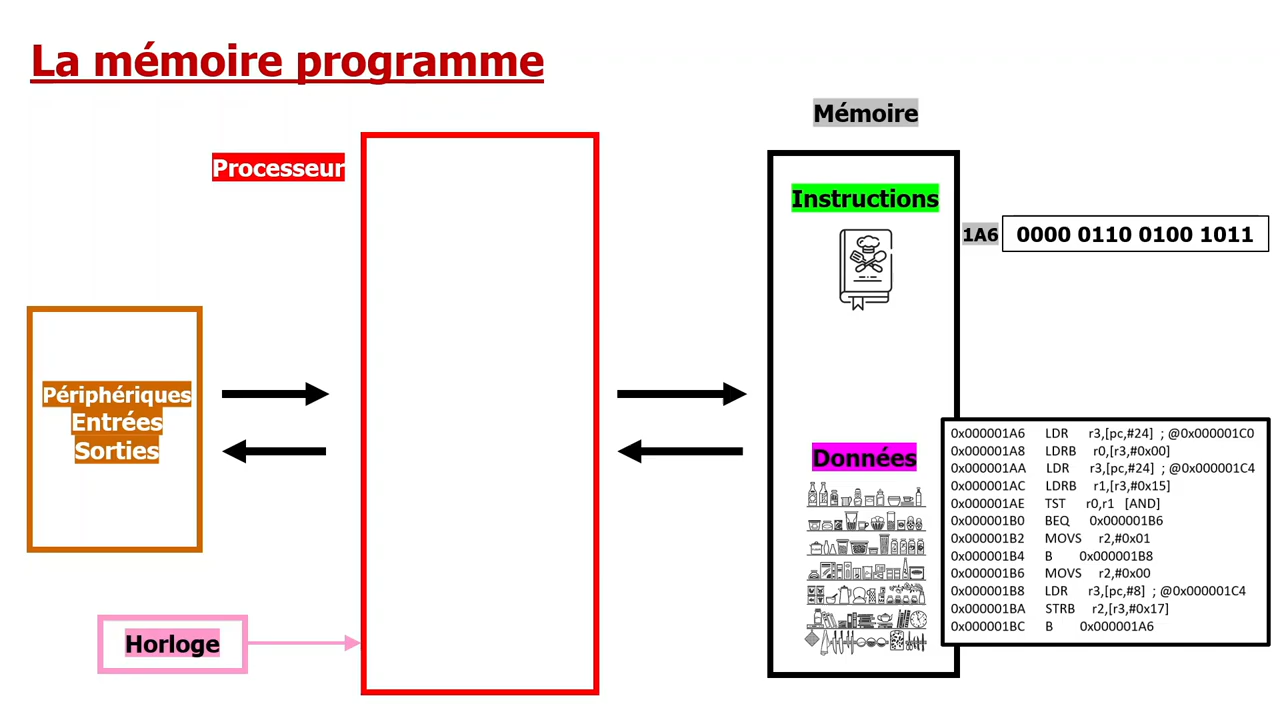 La mémoire programme
Mémoire
Processeur
Instructions
1A6 0000 0110 0100 1011
Périphériques
Entrées
Sorties
Données
0x000001A6 LDR r3,[pc,#24] ; @0x000001C0
0x000001A8 LDRB r0,[r3,#0x00]
0x000001AA LDR r3,[pc,#24] ; @0x000001C4
0x000001AC LDRB r1,[r3,#0x15]
0x000001AE TST r0,r1 [AND]
0x000001B0 BEQ 0x000001B6
0x000001B2 MOVS r2,#0x01
0x000001B4 B 0x000001B8
0x000001B6 MOVS r2,#0x00
0x000001B8 LDR r3,[pc,#8] ; @0x000001C4
0x000001BA STRB r2,[r3,#0x17]
0x000001BC B 0x000001A6
Horloge